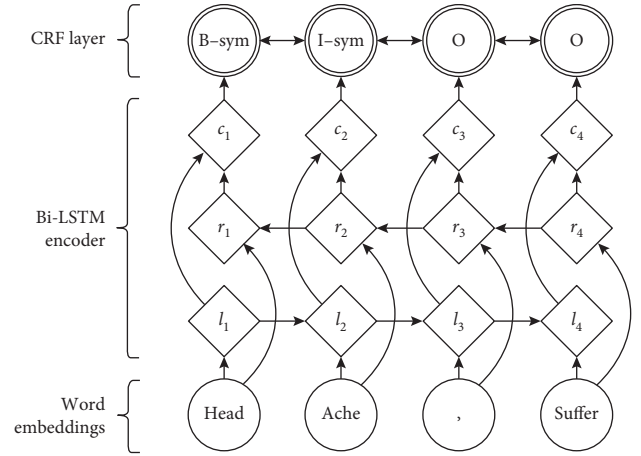 CRF layer
B–sym I–sym O O
c1 c2 c3 c4
Bi-LSTM
encoder
r1 r2 r3 r4
l1 l2 l3 l4
Word
embeddings
Head Ache , Suffer